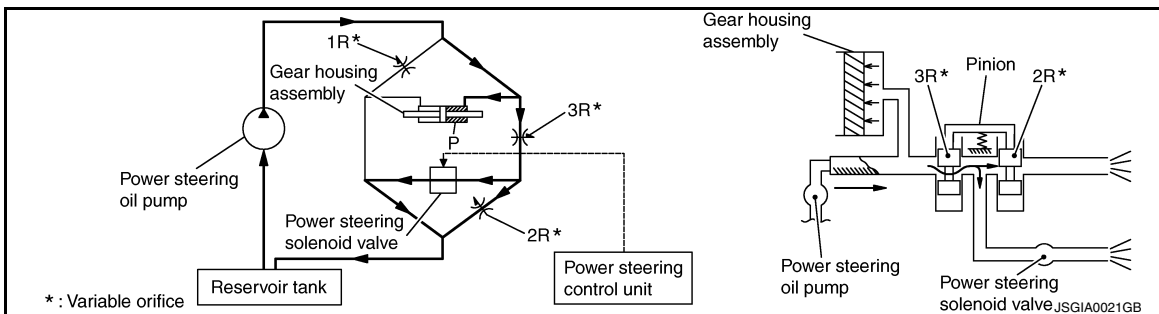 1R*
Gear housing
assembly
P
3R*
Power steering
oil pump
Power steering
solenoid valve
2R*
Reservoir tank
Power steering
control unit
* : Variable orifice
Gear housing
assembly
Pinion
3R*
2R*
Power steering
oil pump
Power steering
solenoid valve
JSGIA0021GB